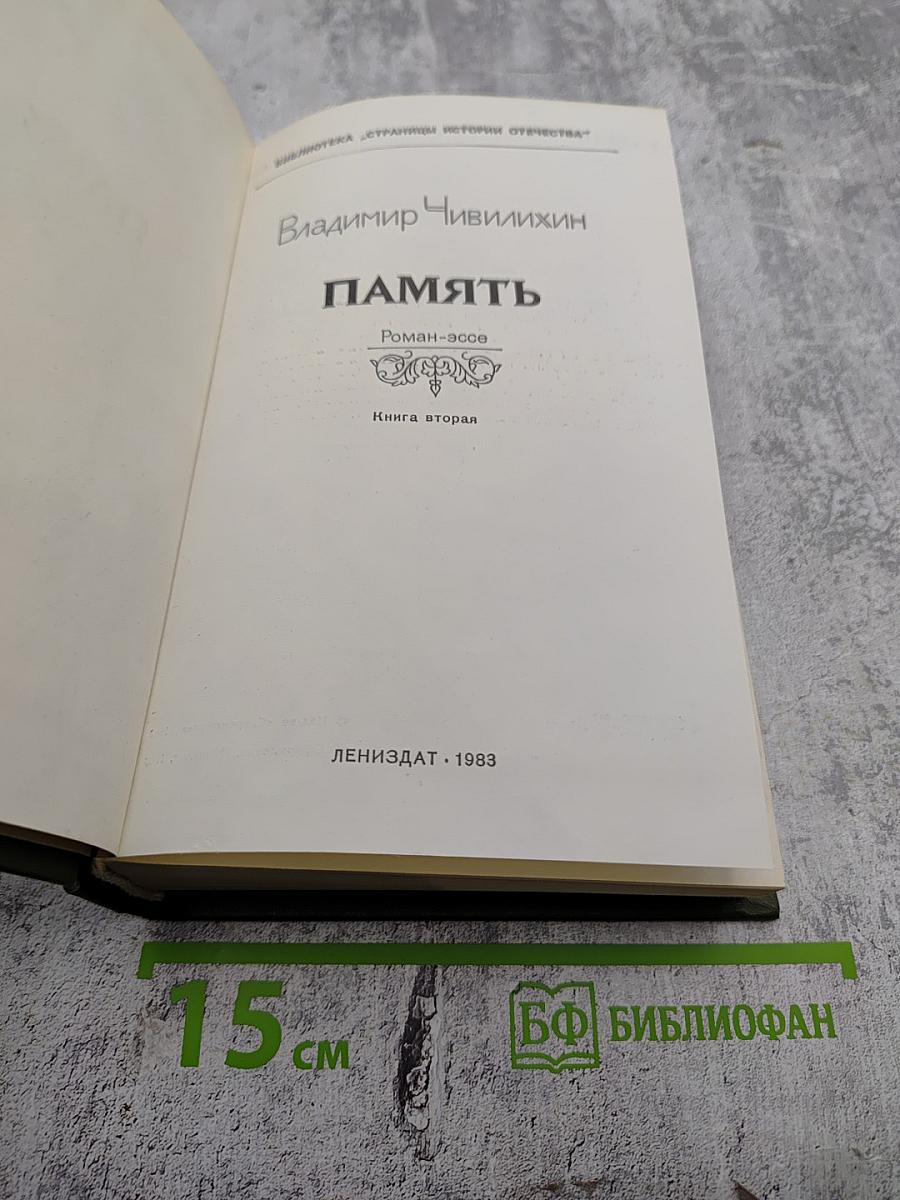 БИБЛИОТЕКА „СТРАНИЦЫ ИСТОРИИ ОТЕЧЕСТВА"
Владимир Чивилихин
ПАМЯТЬ
Роман-эссе
Книга вторая
ЛЕНИЗДАТ • 1983
15 см
БФ БИБЛИОФАН